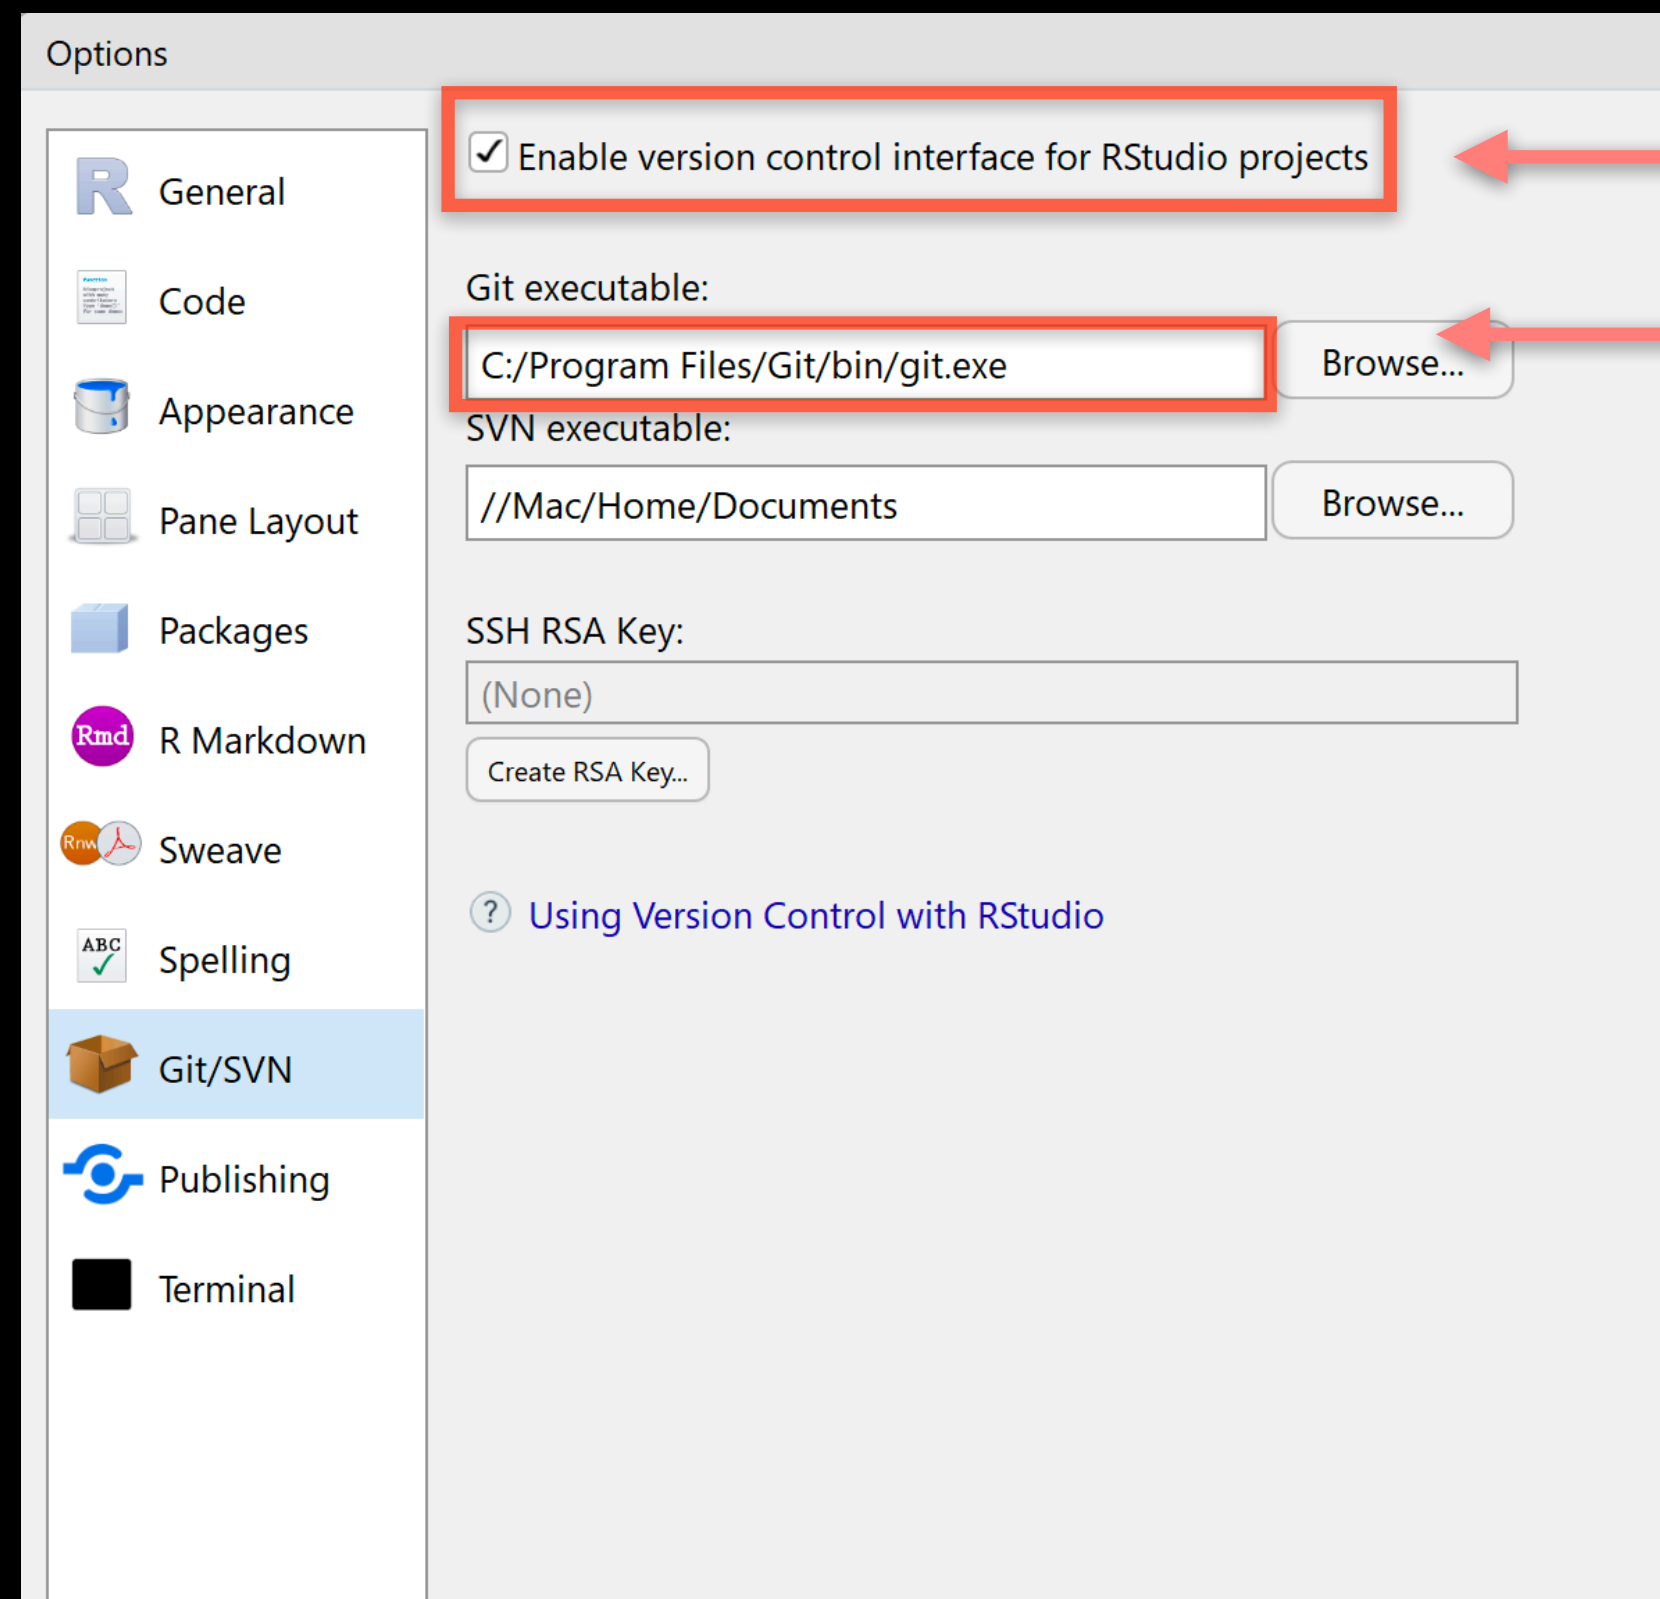 Options
General
Code
Appearance
Pane Layout
Packages
Rmd
R Markdown
Rnw
Sweave
ABC
Spelling
Git/SVN
Publishing
Terminal
Enable version control interface for RStudio projects
Git executable:
C:/Program Files/Git/bin/git.exe
Browse...
SVN executable:
//Mac/Home/Documents
Browse...
SSH RSA Key:
(None)
Create RSA Key...
? Using Version Control with RStudio